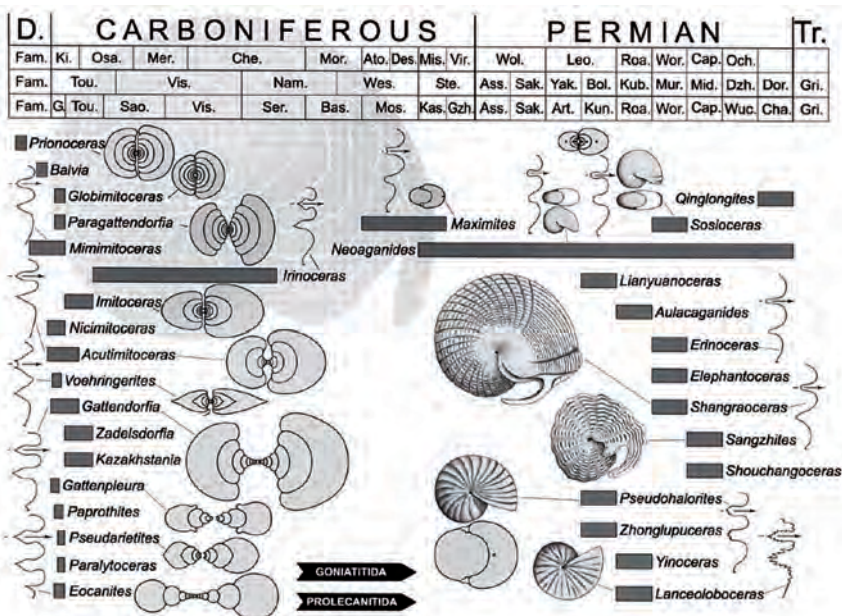 D. CARBONIFEROUS PERMIAN Tr.
Fam. Ki. Osa. Mer. Che. Mor. Ato. Des. Mis. Vir. Wol. Leo. Roa. Wor. Cap. Och.
Fam. Tou. Vis. Nam. Wes. Ste. Ass. Sak. Yak. Bol. Kub. Mur. Mid. Dzh. Dor. Gri.
Fam. G. Tou. Sao. Vis. Ser. Bas. Mos. Kas. Gzh. Ass. Sak. Art. Kun. Roa. Wor. Cap. Wuc. Cha. Gri.
Prionoceras
Balvia
Globimitoceras
Qinglongites
Paragattendorfia
Maximites
Sosioceras
Mimimitoceras
Neoaganides
Irinoceras
Lianyuanoceras
Imitoceras
Aulacaganides
Nicimitoceras
Erinoceras
Acutimitoceras
Voehringerites
Elephantoceras
Gattendorfia
Shangraoceras
Zadelsdorfia
Sangzhites
Kazakhstania
Shouchangoceras
Gattenpleura
Pseudohalorites
Paprothites
Zhonglupuceras
Pseudarietites
Paralytoceras
Yinoceras
GONIATITIDA
Eocanites
Lanceoloboceras
PROLECANITIDA